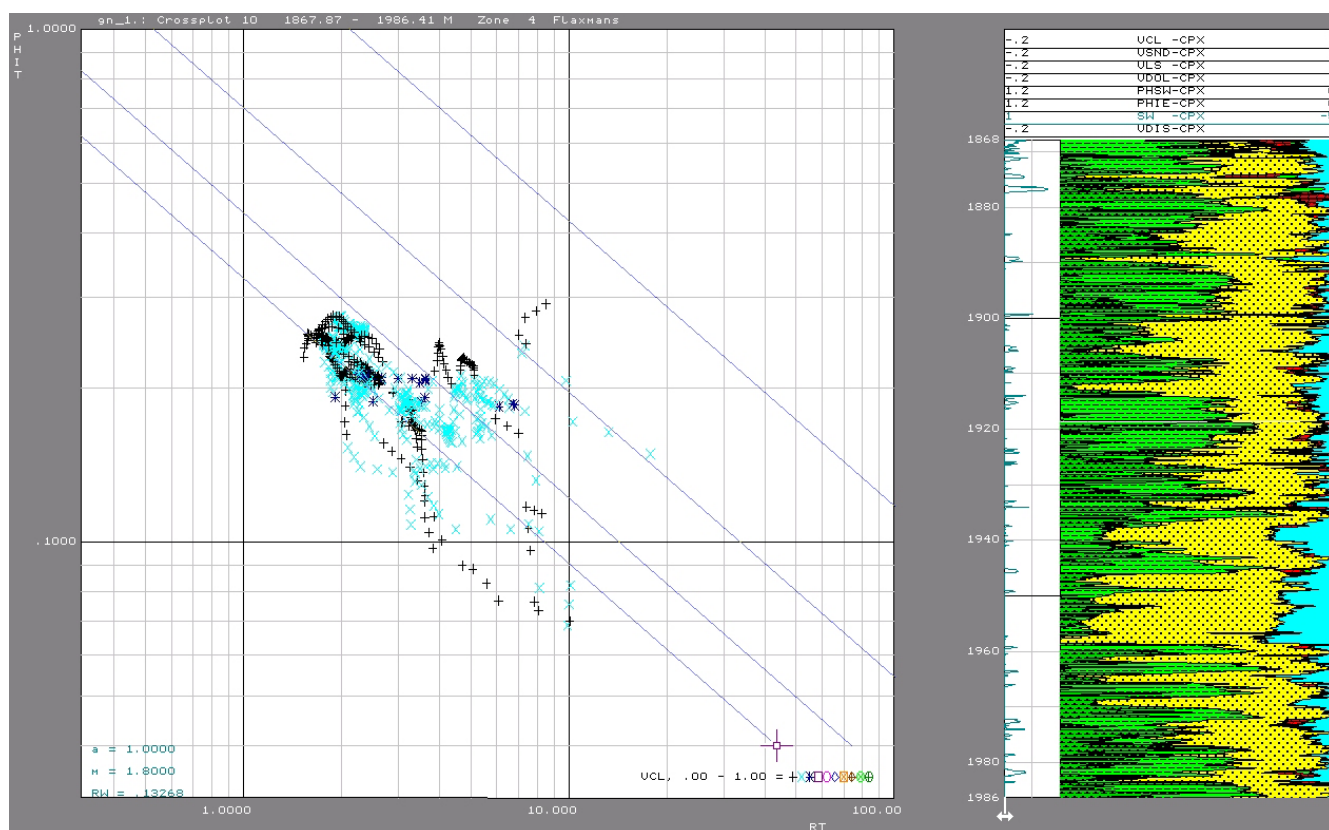 gn_1.: Crossplot 10 1867.87 - 1986.41 M Zone 4 Flaxmans
PHIT
1.0000
.1000
a = 1.0000
M = 1.8000
RW = .13268
VCL, .00 - 1.00 =
1.0000
10.000
100.00
RT
-.2 VCL -CPX
-.2 VSND-CPX
-.2 VLS -CPX
-.2 VDOL-CPX
1.2 PHSW-CPX
1.2 PHIE-CPX
1 SW -CPX
-.2 VDIS-CPX
1868
1880
1900
1920
1940
1960
1980
1986